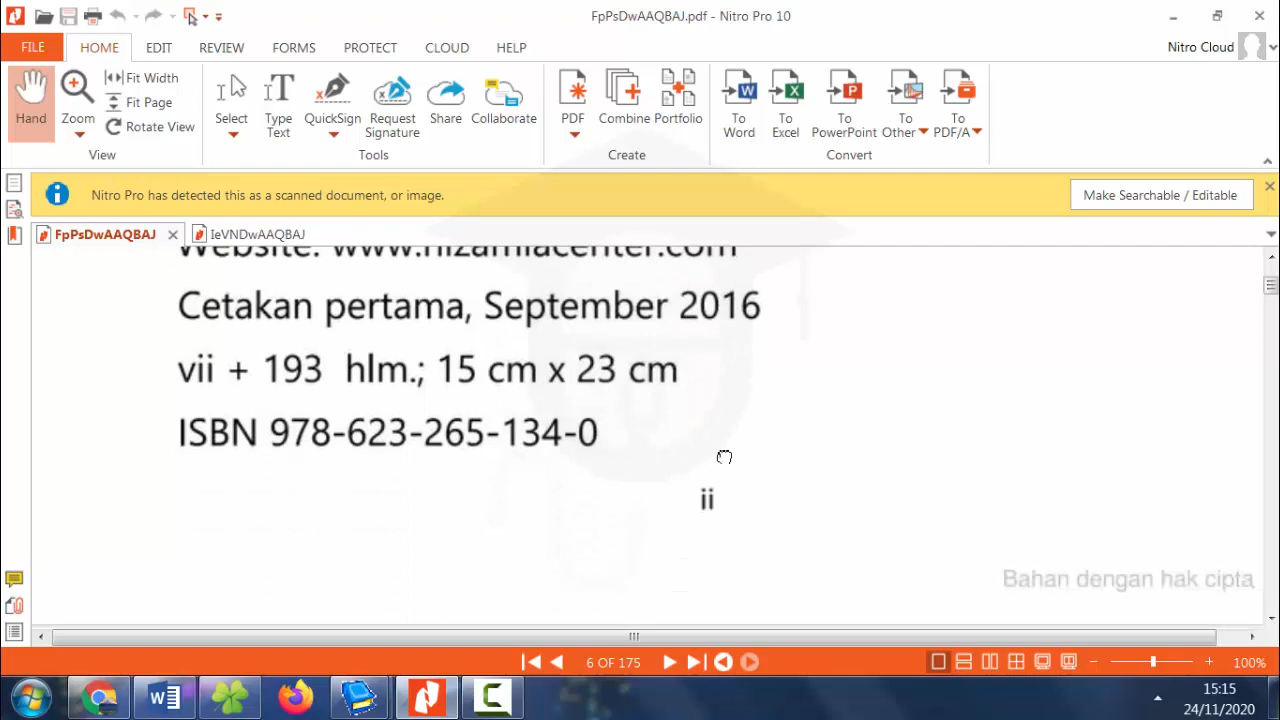 FpPsDwAAQBAJ.pdf - Nitro Pro 10
FILE HOME EDIT REVIEW FORMS PROTECT CLOUD HELP
Nitro Cloud
Hand
Zoom
Fit Width
Fit Page
Rotate View
View
Select
Type Text
QuickSign
Request Signature
Share
Collaborate
Tools
PDF
Combine
Portfolio
Create
To Word
To Excel
To PowerPoint
To Other
To PDF/A
Convert
Nitro Pro has detected this as a scanned document, or image.
Make Searchable / Editable
FpPsDwAAQBAJ
IeVNDwAAQBAJ
Website: www.nizamiacenter.com
Cetakan pertama, September 2016
vii + 193 hlm.; 15 cm x 23 cm
ISBN 978-623-265-134-0
ii
Bahan dengan hak cipta
6 OF 175
100%
15:15
24/11/2020